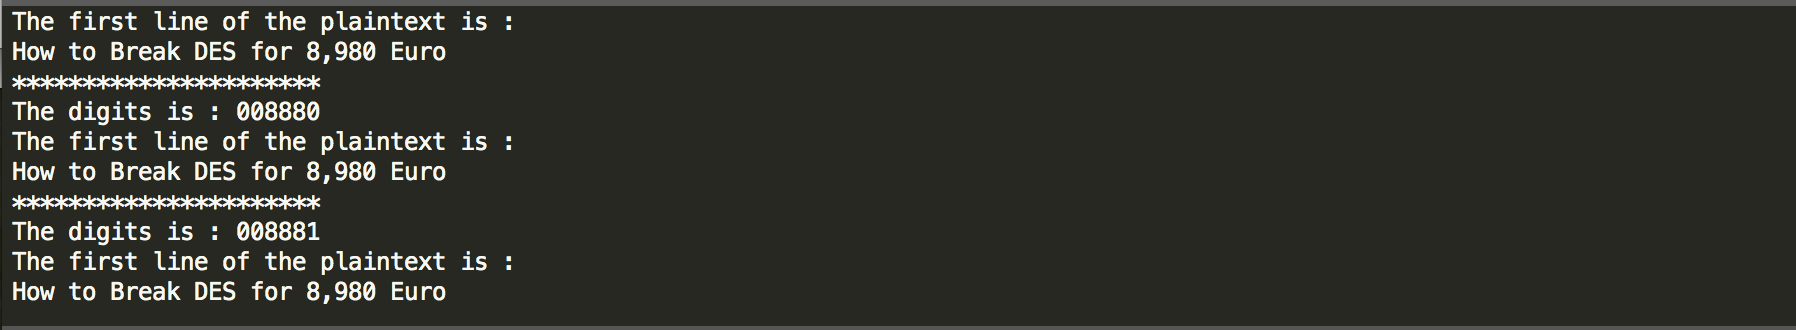 The first line of the plaintext is :
How to Break DES for 8,980 Euro
**********************
The digits is : 008880
The first line of the plaintext is :
How to Break DES for 8,980 Euro
**********************
The digits is : 008881
The first line of the plaintext is :
How to Break DES for 8,980 Euro